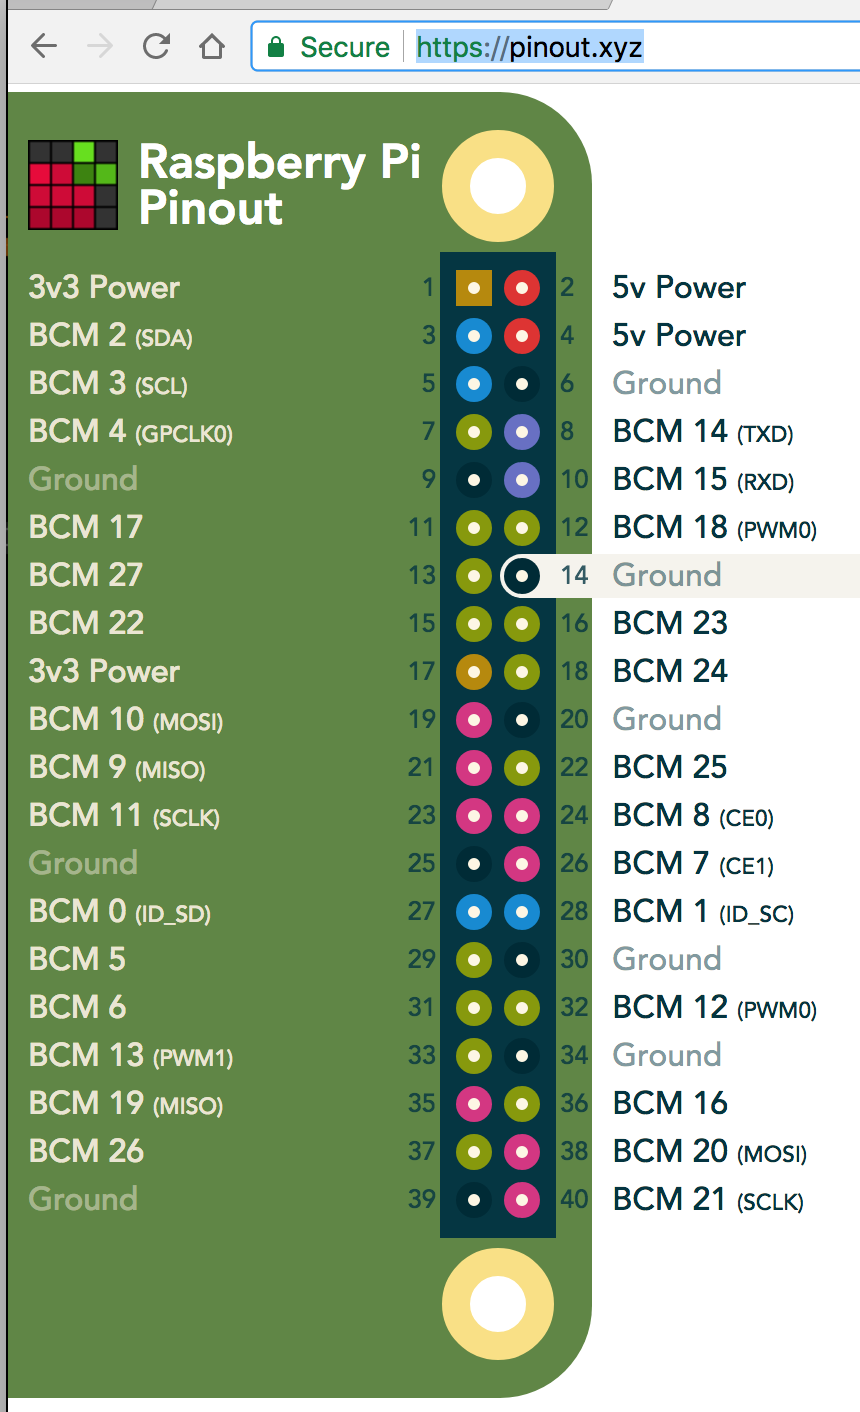 Secure https://pinout.xyz
Raspberry Pi
Pinout
3v3 Power 1 2 5v Power
BCM 2 (SDA) 3 4 5v Power
BCM 3 (SCL) 5 6 Ground
BCM 4 (GPCLK0) 7 8 BCM 14 (TXD)
Ground 9 10 BCM 15 (RXD)
BCM 17 11 12 BCM 18 (PWM0)
BCM 27 13 14 Ground
BCM 22 15 16 BCM 23
3v3 Power 17 18 BCM 24
BCM 10 (MOSI) 19 20 Ground
BCM 9 (MISO) 21 22 BCM 25
BCM 11 (SCLK) 23 24 BCM 8 (CE0)
Ground 25 26 BCM 7 (CE1)
BCM 0 (ID_SD) 27 28 BCM 1 (ID_SC)
BCM 5 29 30 Ground
BCM 6 31 32 BCM 12 (PWM0)
BCM 13 (PWM1) 33 34 Ground
BCM 19 (MISO) 35 36 BCM 16
BCM 26 37 38 BCM 20 (MOSI)
Ground 39 40 BCM 21 (SCLK)